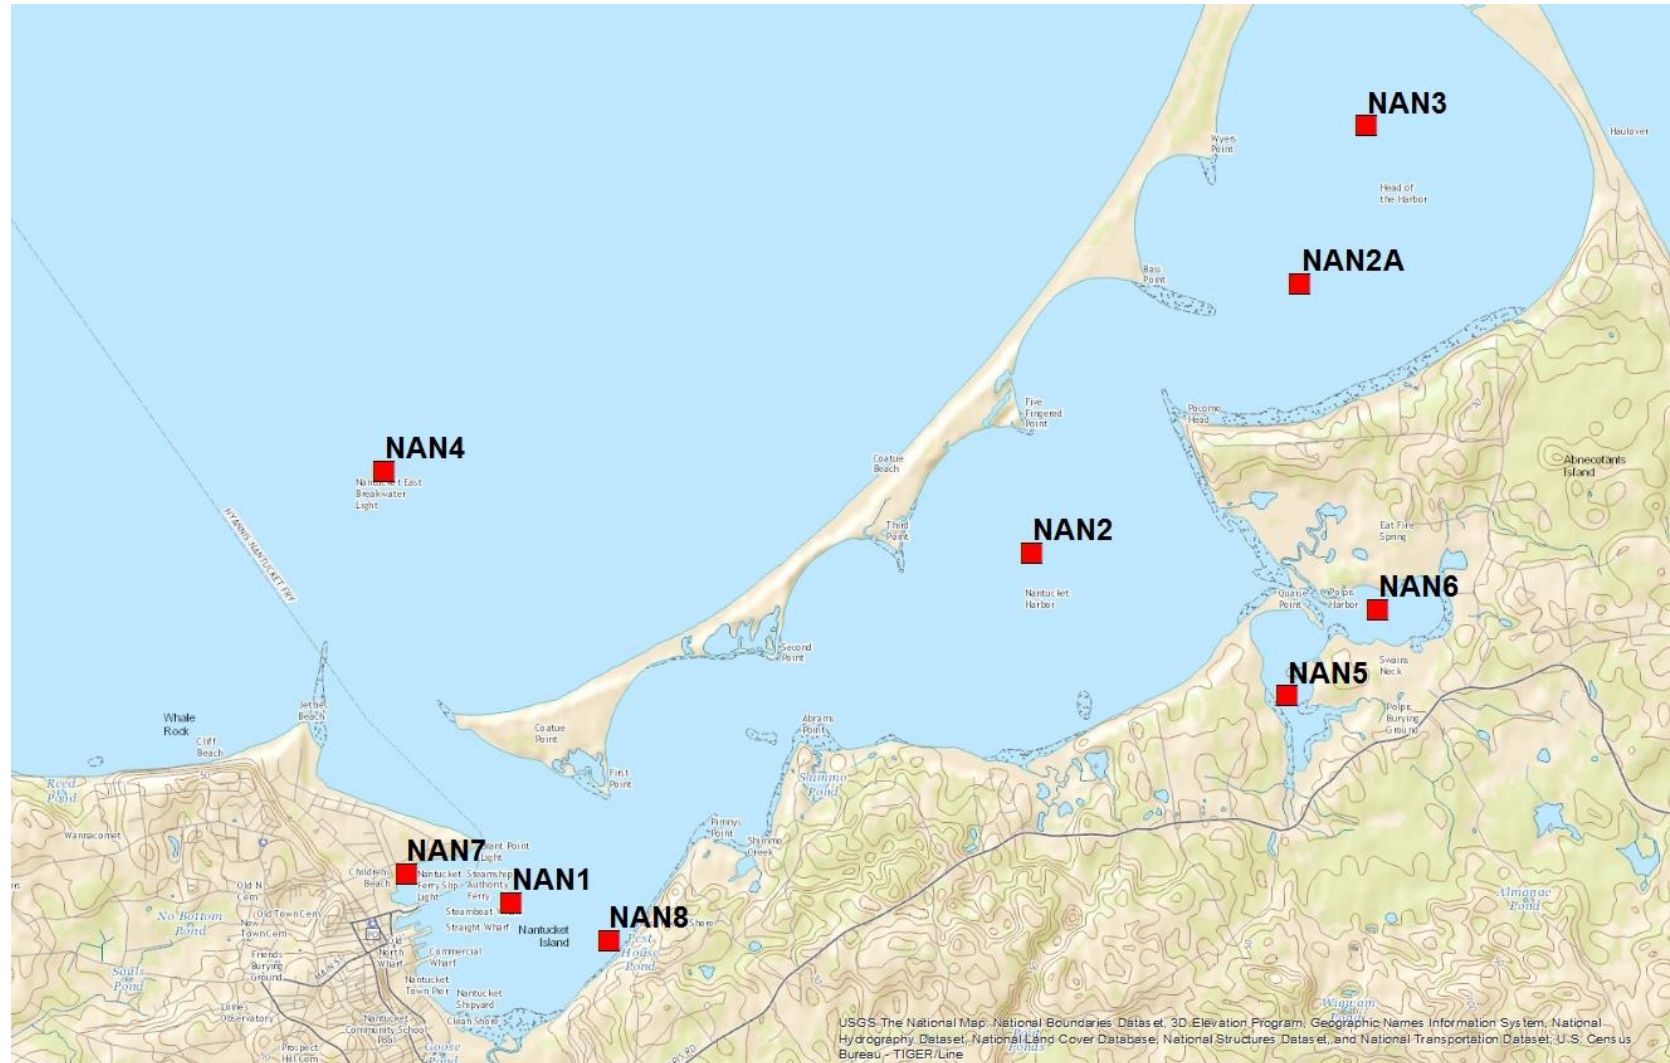 NAN3
Haulover
Wyers
Point
Head of
the Harbor
NAN2A
Bass
Point
Five
Fingered
Point
Pocomo
Head
NAN4
Nantucket East
Breakwater
Light
Coatue
Beach
Abnecotants
Island
50
HYANNIS-NANTUCKET FRY
Third
Point
NAN2
Eat Fire
Spring
Nantucket
Harbor
Quaise
Point
Polpis
Harbor
NAN6
Second
Point
Swains
Neck
NAN5
Polpis
Burying
Ground
Whale
Rock
Jetties
Beach
Cliff
Beach
Coatue
Point
Abrams
Point
50
Reed
Pond
First
Point
Shimmo
Pond
Wannacomet
Pimnys
Point
Shimmo
Creek
NAN7
Brant Point
Light
Childrens
Beach
Nantucket
Ferry Slip
Light
Steamship
Authority
Ferry
NAN1
Steamboat
Straight Wharf
NAN8
Nantucket
Island
Shore
Pest
House
Pond
Almanac
Pond
No Bottom
Pond
Old N
Cem
Old Town Cem
New
Town Cem
Friends
Burying
Ground
PO
Old
North
Wharf
MAIN ST
Commercial
Wharf
Nantucket
Town Pier
Nantucket
Shipyard
Clean Shore
Sauls
Pond
Loines
Observatory
Nantucket
Community School
Pool
Goose
Pond
Prospect
Hill Cem
50
Wigwam
Ponds
USGS The National Map: National Boundaries Dataset, 3D Elevation Program, Geographic Names Information System, National
Hydrography Dataset, National Land Cover Database, National Structures Dataset, and National Transportation Dataset; U.S. Census
Bureau - TIGER/Line